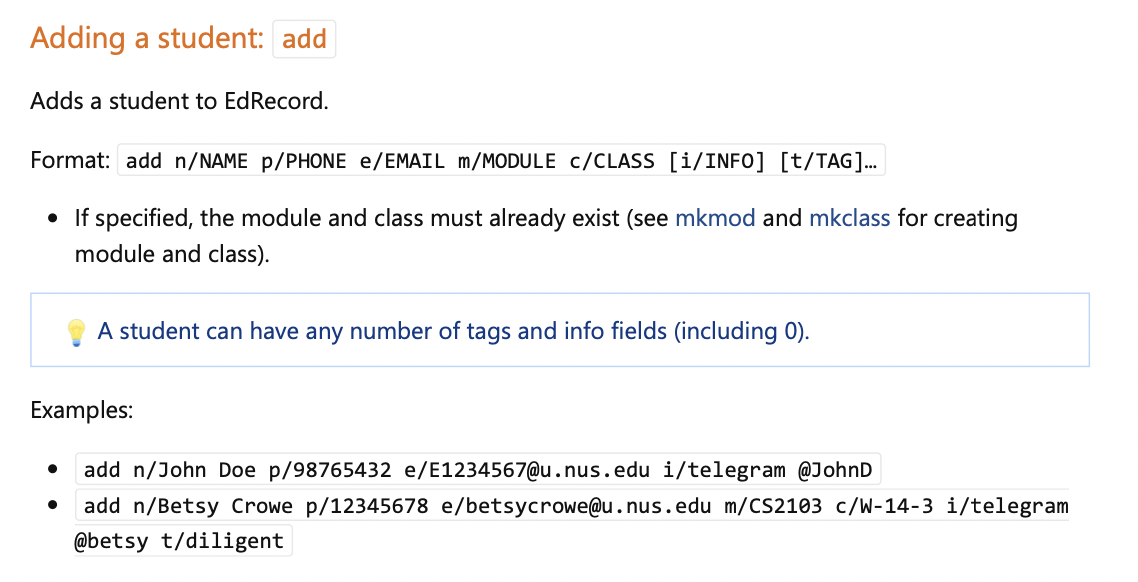 Adding a student: add
Adds a student to EdRecord.
Format: add n/NAME p/PHONE e/EMAIL m/MODULE c/CLASS [i/INFO] [t/TAG]…
• If specified, the module and class must already exist (see mkmod and mkclass for creating
module and class).
💡 A student can have any number of tags and info fields (including 0).
Examples:
• add n/John Doe p/98765432 e/E1234567@u.nus.edu i/telegram @JohnD
• add n/Betsy Crowe p/12345678 e/betsycrowe@u.nus.edu m/CS2103 c/W-14-3 i/telegram
@betsy t/diligent